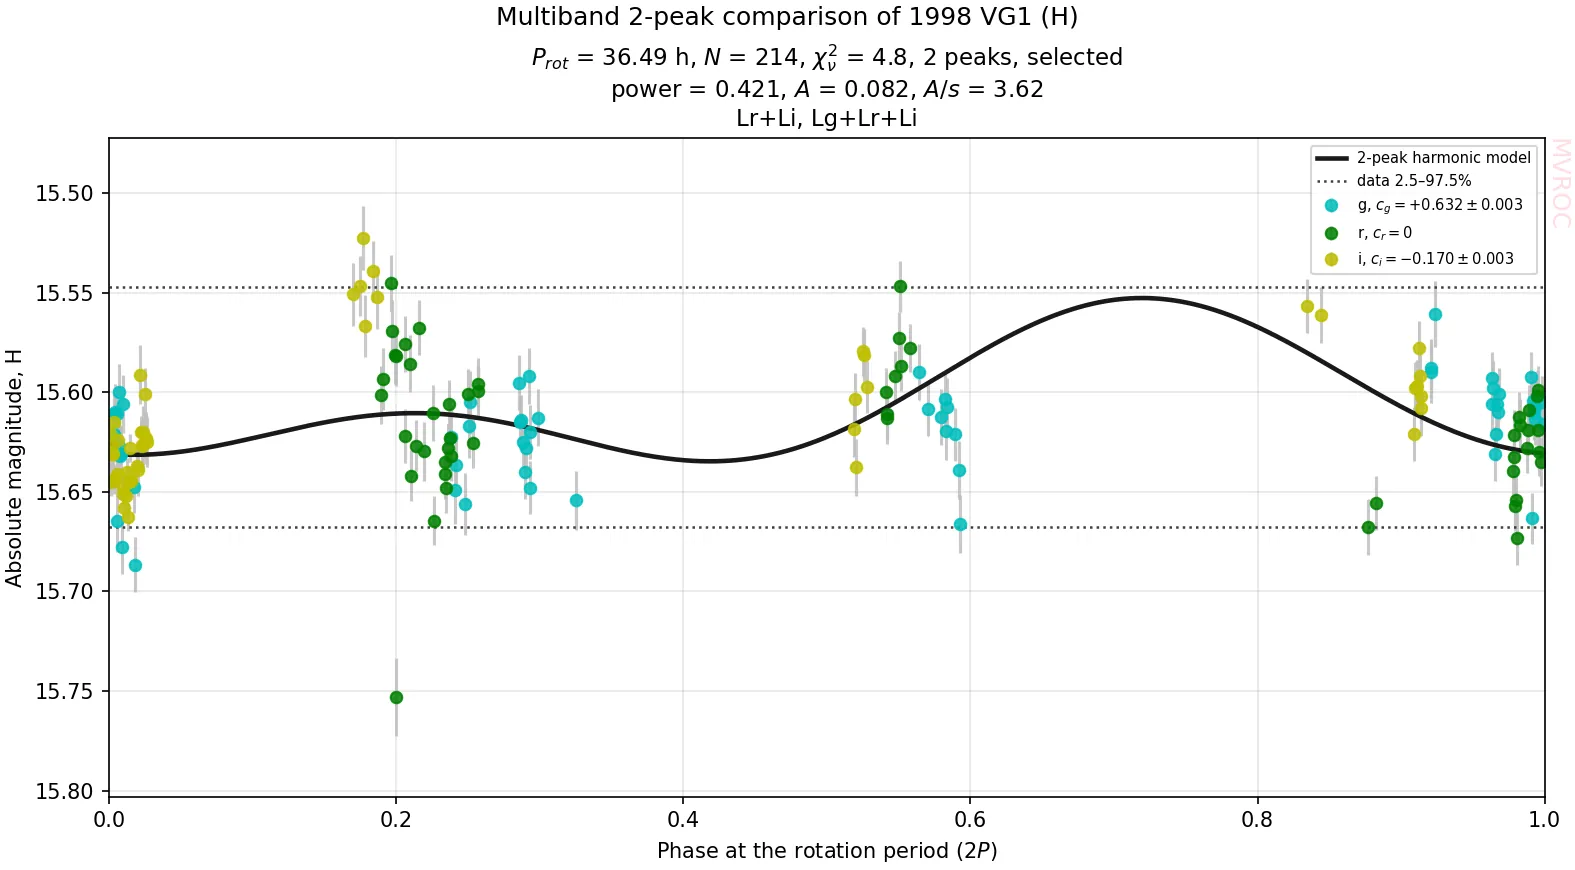 Multiband 2-peak comparison of 1998 VG1 (H)
P_rot = 36.49 h, N = 214, χ²_ν = 4.8, 2 peaks, selected
power = 0.421, A = 0.082, A/s = 3.62
Lr+Li, Lg+Lr+Li
2-peak harmonic model
data 2.5–97.5%
g, c_g = +0.632 ± 0.003
r, c_r = 0
i, c_i = −0.170 ± 0.003
MVROC
Absolute magnitude, H
15.50
15.55
15.60
15.65
15.70
15.75
15.80
0.0 0.2 0.4 0.6 0.8 1.0
Phase at the rotation period (2P)